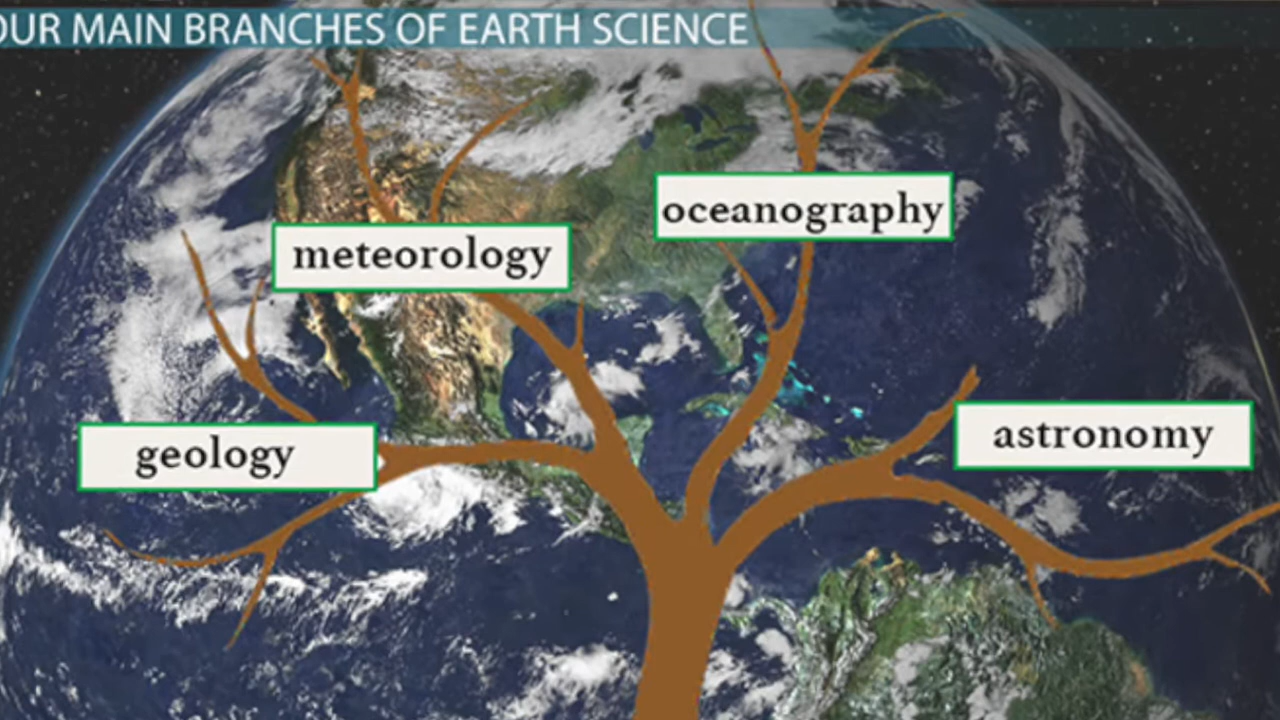 OUR MAIN BRANCHES OF EARTH SCIENCE
oceanography
meteorology
astronomy
geology